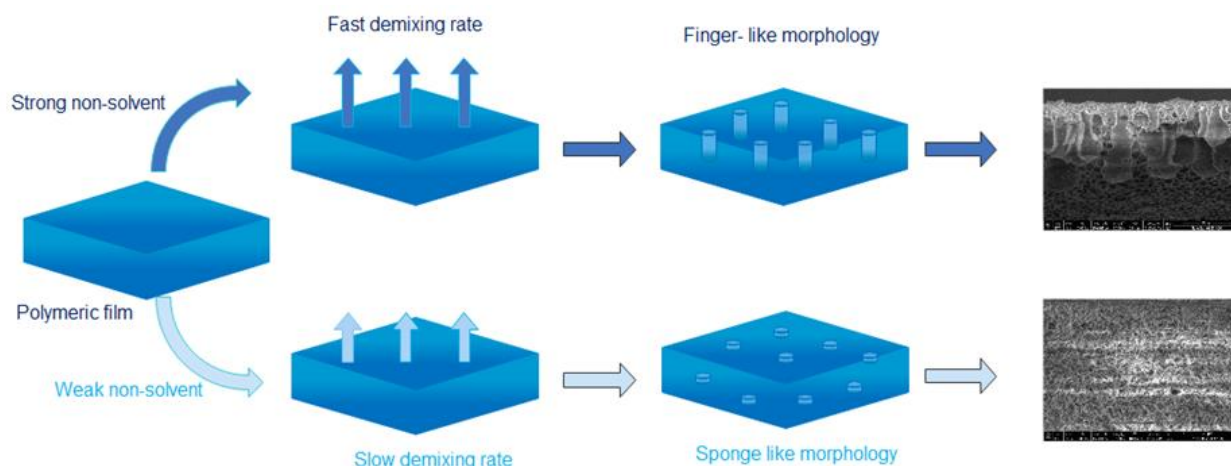 Fast demixing rate
Finger- like morphology
Strong non-solvent
Polymeric film
Weak non-solvent
Slow demixing rate
Sponge like morphology